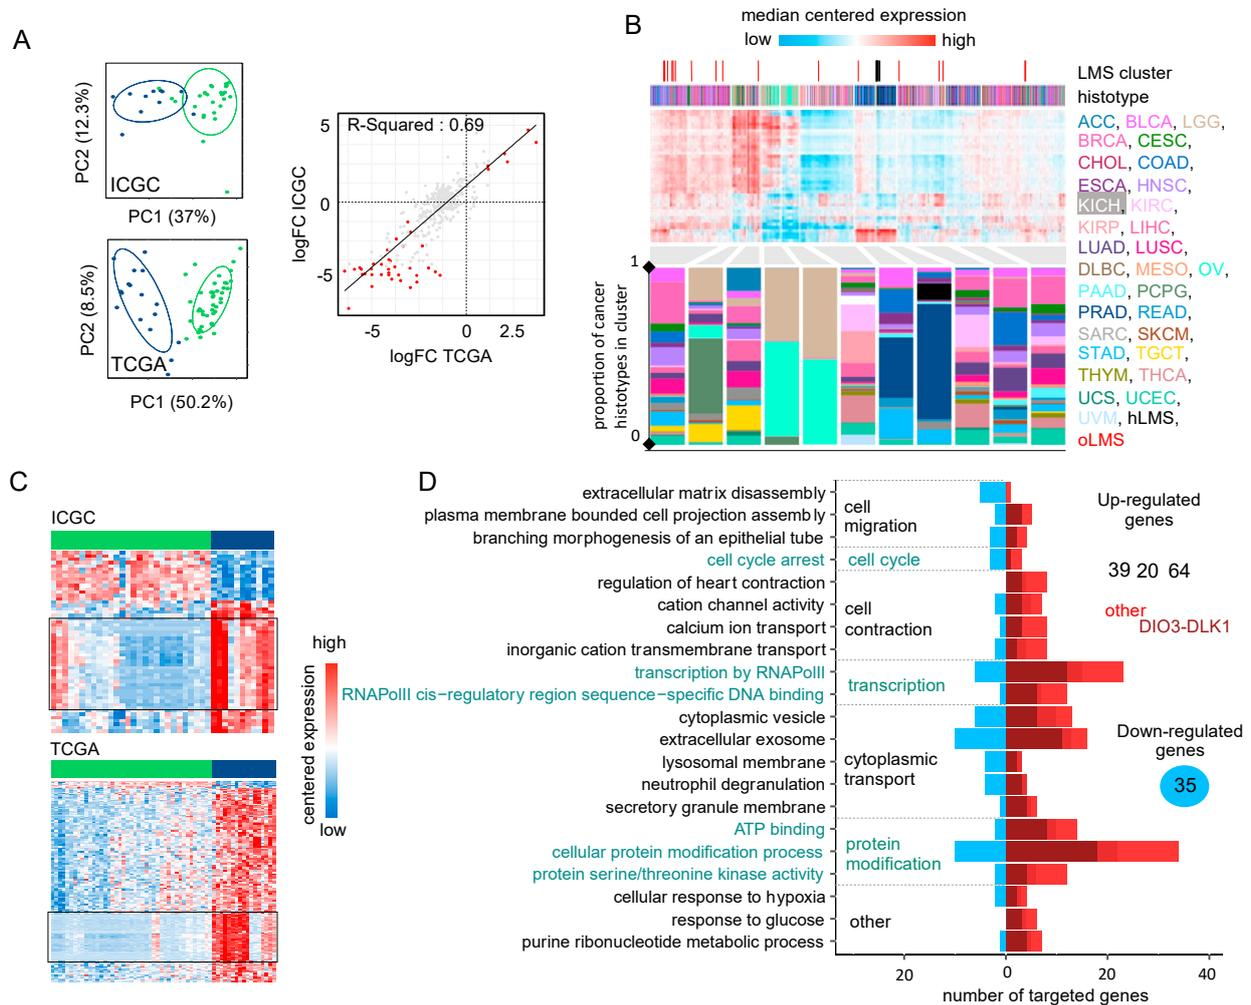 A
PC2 (12.3%)
ICGC
PC1 (37%)
PC2 (8.5%)
TCGA
PC1 (50.2%)
R-Squared : 0.69
logFC ICGC
5
0
-5
-5
0
2.5
logFC TCGA
B
median centered expression
low
high
LMS cluster
histotype
ACC, BLCA, LGG,
BRCA, CESC,
CHOL, COAD,
ESCA, HNSC,
KICH, KIRC,
KIRP, LIHC,
LUAD, LUSC,
DLBC, MESO, OV,
PAAD, PCPG,
PRAD, READ,
SARC, SKCM,
STAD, TGCT,
THYM, THCA,
UCS, UCEC,
UVM, hLMS,
oLMS
1
0
proportion of cancer
histotypes in cluster
C
ICGC
TCGA
high
centered expression
low
D
extracellular matrix disassembly
plasma membrane bounded cell projection assembly
branching morphogenesis of an epithelial tube
cell cycle arrest
regulation of heart contraction
cation channel activity
calcium ion transport
inorganic cation transmembrane transport
transcription by RNAPolII
RNAPolII cis−regulatory region sequence−specific DNA binding
cytoplasmic vesicle
extracellular exosome
lysosomal membrane
neutrophil degranulation
secretory granule membrane
ATP binding
cellular protein modification process
protein serine/threonine kinase activity
cellular response to hypoxia
response to glucose
purine ribonucleotide metabolic process
cell
migration
cell cycle
cell
contraction
transcription
cytoplasmic
transport
protein
modification
other
Up-regulated
genes
39 20 64
other
DIO3-DLK1
Down-regulated
genes
35
20
0
20
40
number of targeted genes